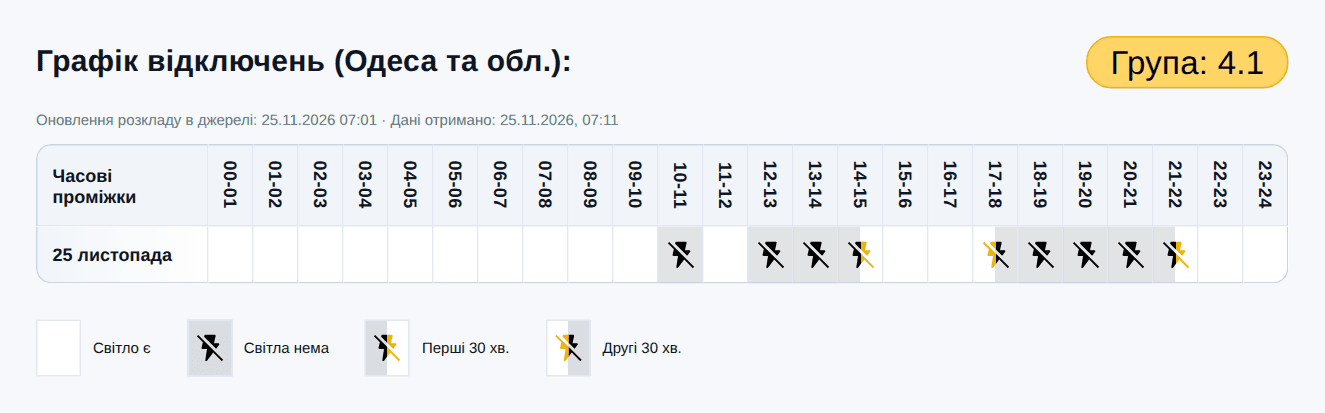 Графік відключень (Одеса та обл.):
Група: 4.1
Оновлення розкладу в джерелі: 25.11.2026 07:01 · Дані отримано: 25.11.2026, 07:11
Часові
проміжки
00-01
01-02
02-03
03-04
04-05
05-06
06-07
07-08
08-09
09-10
10-11
11-12
12-13
13-14
14-15
15-16
16-17
17-18
18-19
19-20
20-21
21-22
22-23
23-24
25 листопада
Світло є
Світла нема
Перші 30 хв.
Другі 30 хв.